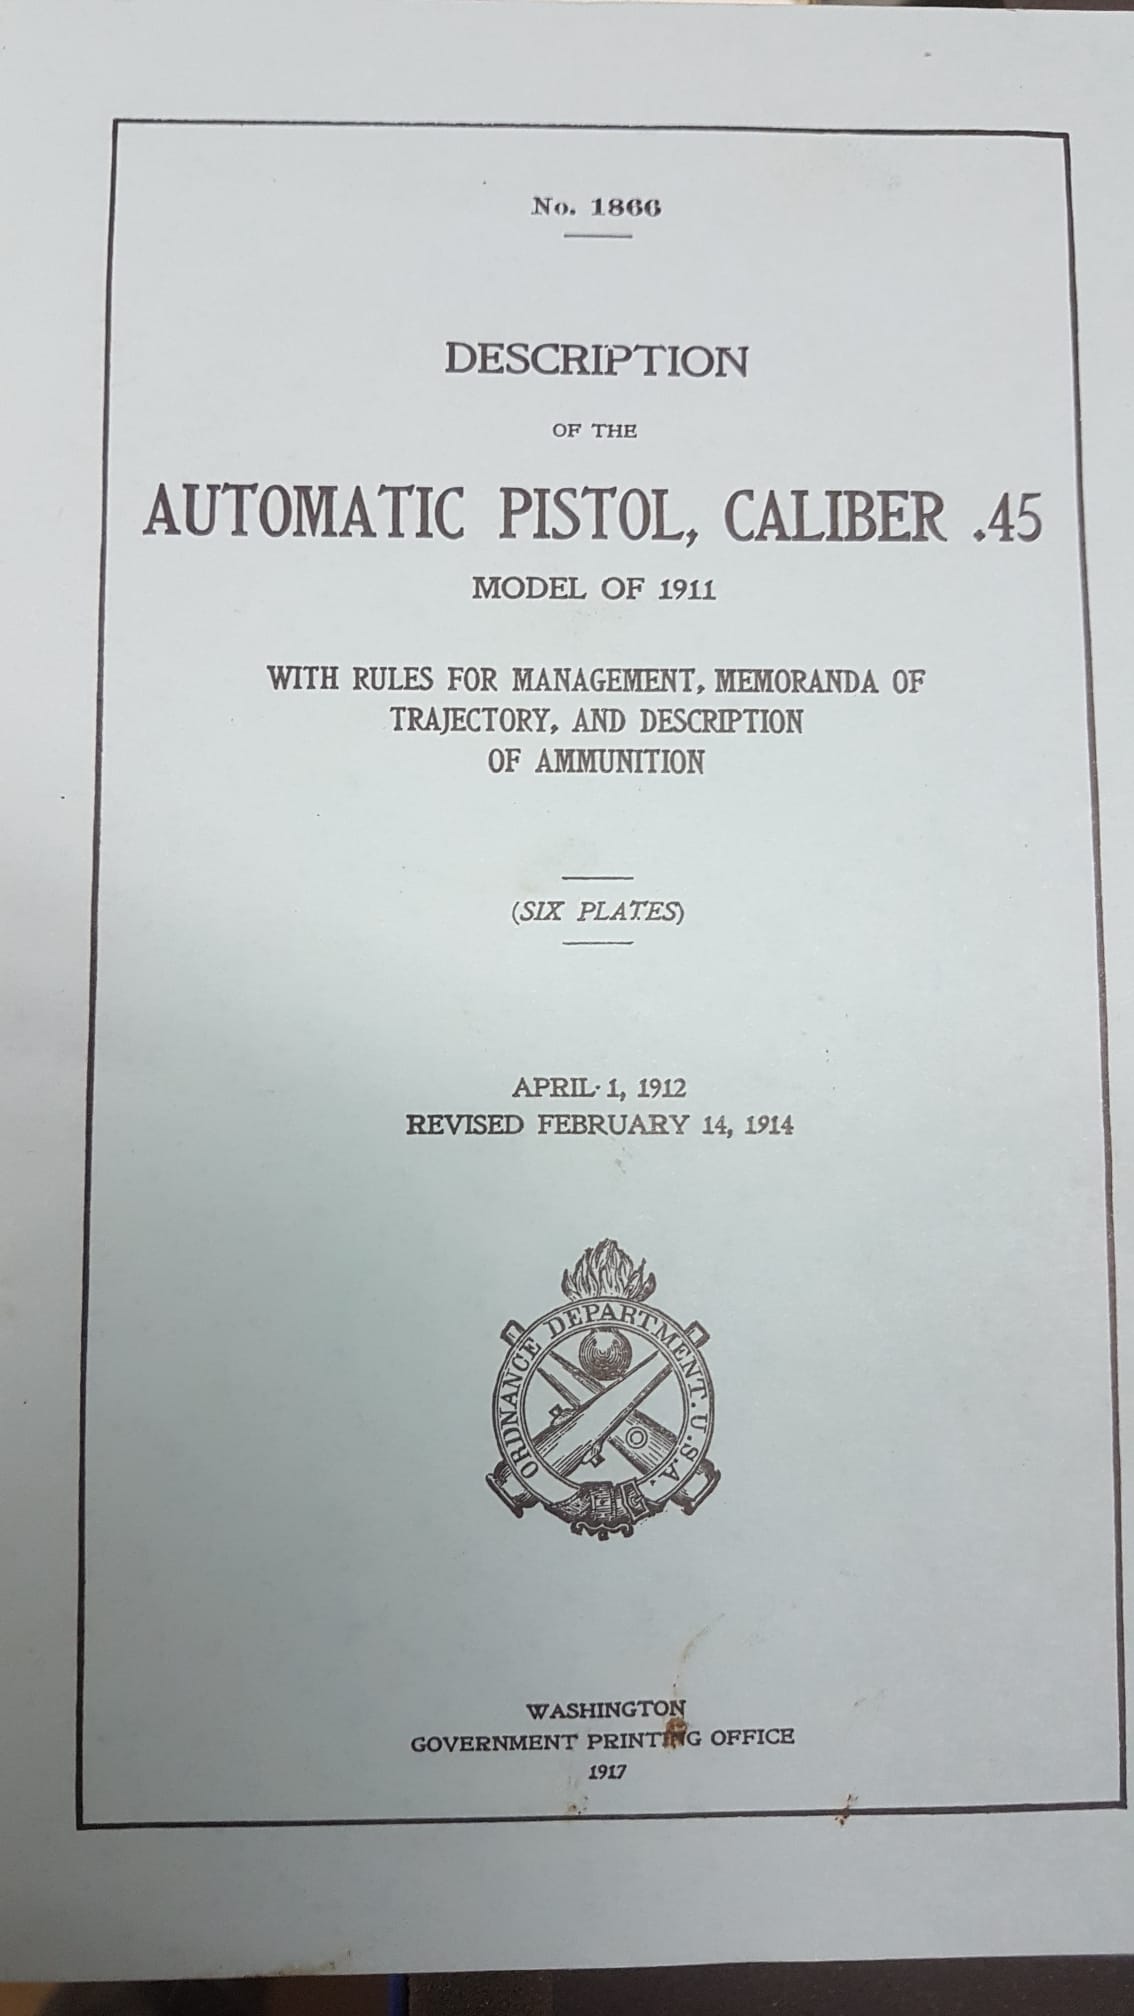 No. 1866
DESCRIPTION
OF THE
AUTOMATIC PISTOL, CALIBER .45
MODEL OF 1911
WITH RULES FOR MANAGEMENT, MEMORANDA OF
TRAJECTORY, AND DESCRIPTION
OF AMMUNITION
(SIX PLATES)
APRIL 1, 1912
REVISED FEBRUARY 14, 1914
ORDNANCE DEPARTMENT. U.S.A.
WASHINGTON
GOVERNMENT PRINTING OFFICE
1917